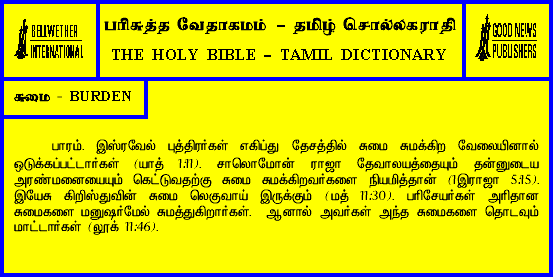 BELLWETHER
INTERNATIONAL
பரிசுத்த வேதாகமம் – தமிழ் சொல்லகராதி
THE HOLY BIBLE – TAMIL DICTIONARY
GOOD NEWS
PUBLISHERS
சுமை - BURDEN
பாரம். இஸ்ரவேல் புத்திரர்கள் எகிப்து தேசத்தில் சுமை சுமக்கிற வேலையினால்
ஒடுக்கப்பட்டார்கள் (யாத் 1:11). சாலொமோன் ராஜா தேவாலயத்தையும் தன்னுடைய
அரண்மனையையும் கெட்டுவதற்கு சுமை சுமக்கிறவர்களை நியமித்தான் (1இராஜா 5:15).
இயேசு கிறிஸ்துவின் சுமை லெகுவாய் இருக்கும் (மத் 11:30). பரிசேயர்கள் அரிதான
சுமைகளை மனுஷர்மேல் சுமத்துகிறார்கள். ஆனால் அவர்கள் அந்த சுமைகளை தொடவும்
மாட்டார்கள் (லூக் 11:46).